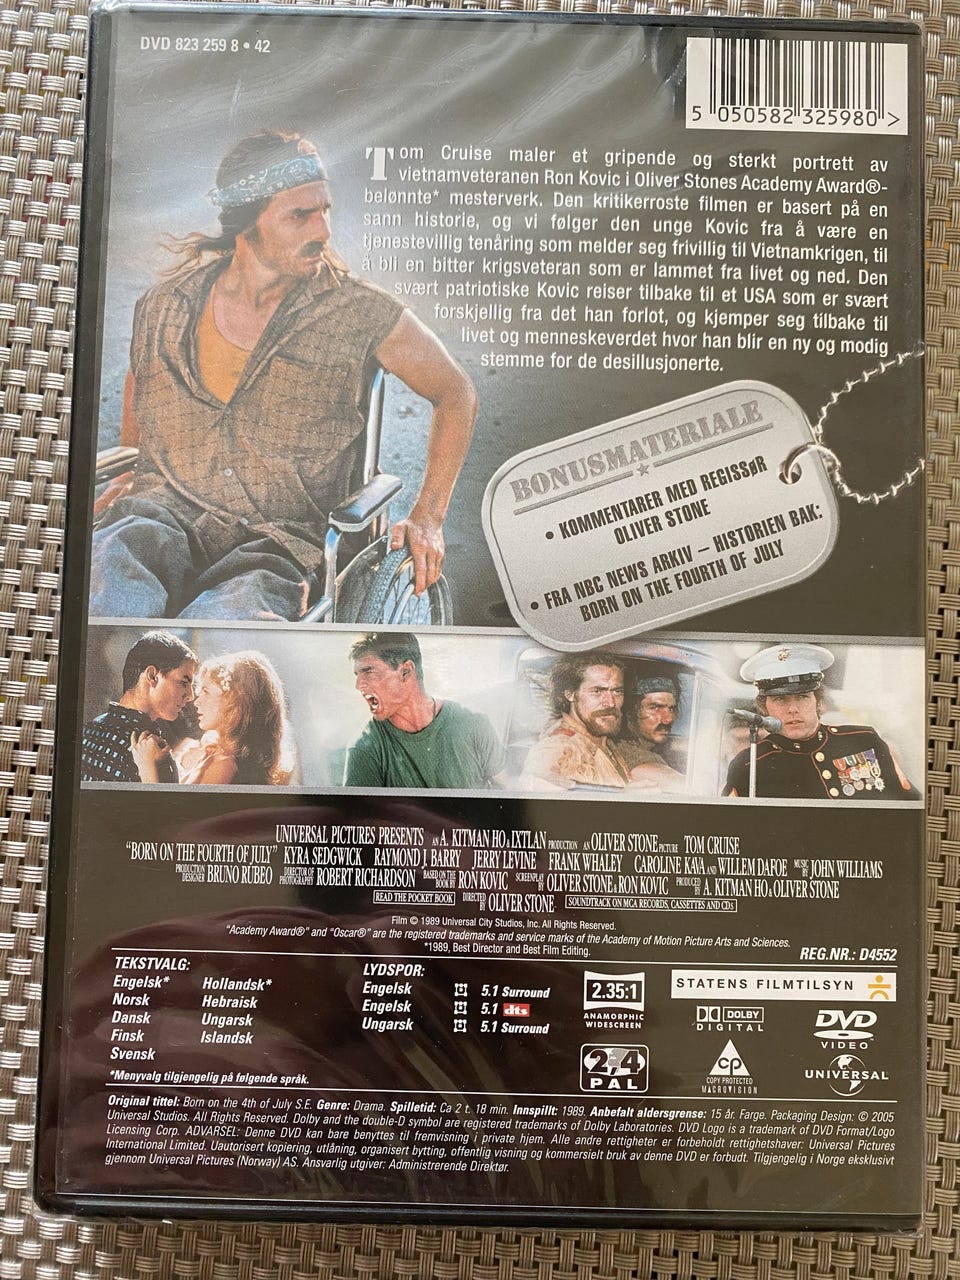 DVD 823 259 8 • 42
5 050582 325980 >
Tom Cruise maler et gripende og sterkt portrett av
vietnamveteranen Ron Kovic i Oliver Stones Academy Award®-
belønnte* mesterverk. Den kritikerroste filmen er basert på en
sann historie, og vi følger den unge Kovic fra å være en
tjenestevillig tenåring som melder seg frivillig til Vietnamkrigen, til
å bli en bitter krigsveteran som er lammet fra livet og ned. Den
svært patriotiske Kovic reiser tilbake til et USA som er svært
forskjellig fra det han forlot, og kjemper seg tilbake til
livet og menneskeverdet hvor han blir en ny og modig
stemme for de desillusjonerte.
BONUSMATERIALE
• KOMMENTARER MED REGISSØR
OLIVER STONE
• FRA NBC NEWS ARKIV – HISTORIEN BAK:
BORN ON THE FOURTH OF JULY
UNIVERSAL PICTURES PRESENTS AN A. KITMAN HO & IXTLAN PRODUCTION AN OLIVER STONE PICTURE TOM CRUISE
"BORN ON THE FOURTH OF JULY" KYRA SEDGWICK RAYMOND J. BARRY JERRY LEVINE FRANK WHALEY CAROLINE KAVA AND WILLEM DAFOE MUSIC BY JOHN WILLIAMS
PRODUCTION DESIGNER BRUNO RUBEO DIRECTOR OF PHOTOGRAPHY ROBERT RICHARDSON BASED ON THE BOOK BY RON KOVIC SCREENPLAY BY OLIVER STONE & RON KOVIC PRODUCED BY A. KITMAN HO & OLIVER STONE
READ THE POCKET BOOK DIRECTED BY OLIVER STONE SOUNDTRACK ON MCA RECORDS, CASSETTES AND CDs
Film © 1989 Universal City Studios, Inc. All Rights Reserved.
"Academy Award®" and "Oscar®" are the registered trademarks and service marks of the Academy of Motion Picture Arts and Sciences.
*1989, Best Director and Best Film Editing.
REG.NR.: D4552
TEKSTVALG:
Engelsk* Hollandsk*
Norsk Hebraisk
Dansk Ungarsk
Finsk Islandsk
Svensk
*Menyvalg tilgjengelig på følgende språk.
LYDSPOR:
Engelsk 5.1 Surround
Engelsk 5.1 dts
Ungarsk 5.1 Surround
2.35:1
ANAMORPHIC
WIDESCREEN
STATENS FILMTILSYN
DOLBY
DIGITAL
DVD
VIDEO
2,4
PAL
CP
COPY PROTECTED
MACROVISION
UNIVERSAL
Original tittel: Born on the 4th of July S.E. Genre: Drama. Spilletid: Ca 2 t. 18 min. Innspilt: 1989. Anbefalt aldersgrense: 15 år. Farge. Packaging Design: © 2005
Universal Studios. All Rights Reserved. Dolby and the double-D symbol are registered trademarks of Dolby Laboratories. DVD Logo is a trademark of DVD Format/Logo
Licensing Corp. ADVARSEL: Denne DVD kan bare benyttes til fremvisning i private hjem. Alle andre rettigheter er forbeholdt rettighetshaver: Universal Pictures
International Limited. Uautorisert kopiering, utlåning, organisert bytting, offentlig visning og kommersielt bruk av denne DVD er forbudt. Tilgjengelig i Norge eksklusivt
gjennom Universal Pictures (Norway) AS. Ansvarlig utgiver: Administrerende Direktør.